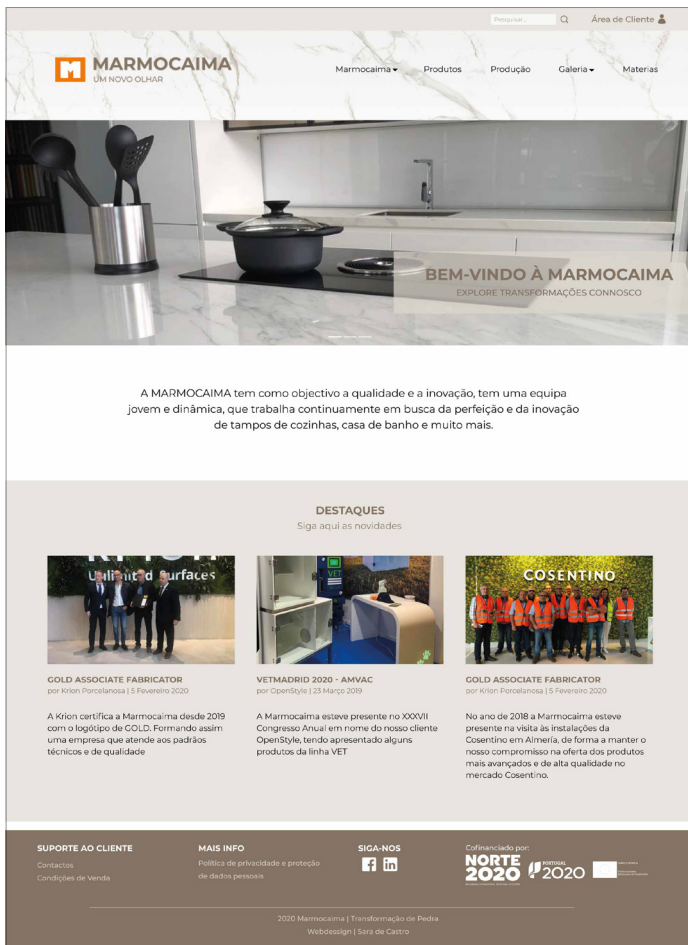 Pesquisar...
Área de Cliente
MARMOCAIMA
UM NOVO OLHAR
Marmocaima
Produtos
Produção
Galeria
Materias
BEM-VINDO À MARMOCAIMA
EXPLORE TRANSFORMAÇÕES CONNOSCO
A MARMOCAIMA tem como objectivo a qualidade e a inovação, tem uma equipa
jovem e dinâmica, que trabalha continuamente em busca da perfeição e da inovação
de tampos de cozinhas, casa de banho e muito mais.
DESTAQUES
Siga aqui as novidades
KRION
Unlimited Surfaces
GOLD ASSOCIATE FABRICATOR
por Krion Porcelanosa | 5 Fevereiro 2020
A Krion certifica a Marmocaima desde 2019
com o logótipo de GOLD. Formando assim
uma empresa que atende aos padrãos
técnicos e de qualidade
VET
VETMADRID 2020 - AMVAC
por OpenStyle | 23 Março 2019
A Marmocaima esteve presente no XXXVII
Congresso Anual em nome do nosso cliente
OpenStyle, tendo apresentado alguns
produtos da linha VET
COSENTINO
GOLD ASSOCIATE FABRICATOR
por Krion Porcelanosa | 5 Fevereiro 2020
No ano de 2018 a Marmocaima esteve
presente na visita às instalações da
Cosentino em Almería, de forma a manter o
nosso compromisso na oferta dos produtos
mais avançados e de alta qualidade no
mercado Cosentino.
SUPORTE AO CLIENTE
Contactos
Condições de Venda
MAIS INFO
Política de privacidade e proteção
de dados pessoais
SIGA-NOS
Cofinanciado por:
NORTE
2020
PORTUGAL
2020
2020 Marmocaima | Transformação de Pedra
Webdessign | Sara de Castro